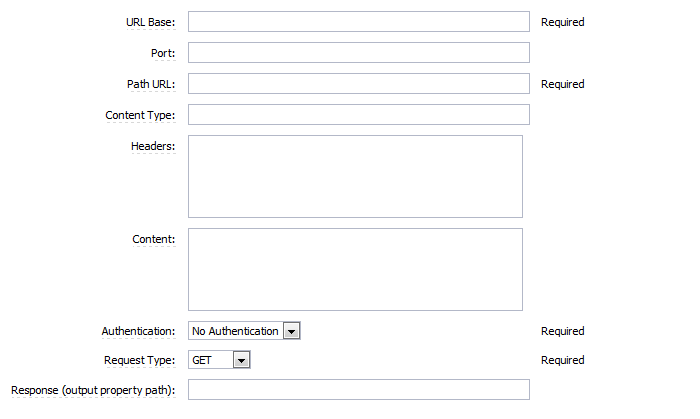 URL Base: Required
Port:
Path URL: Required
Content Type:
Headers:
Content:
Authentication: No Authentication Required
Request Type: GET Required
Response (output property path):